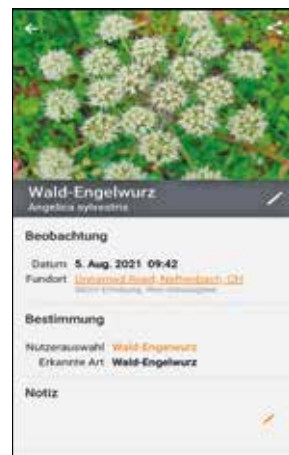 Wald-Engelwurz
Angelica sylvestris
Beobachtung
Datum 5. Aug. 2021 09:42
Fundort Unnamed Road, Neftenbach, CH
Bestimmung
Nutzerauswahl Wald-Engelwurz
Erkannte Art Wald-Engelwurz
Notiz